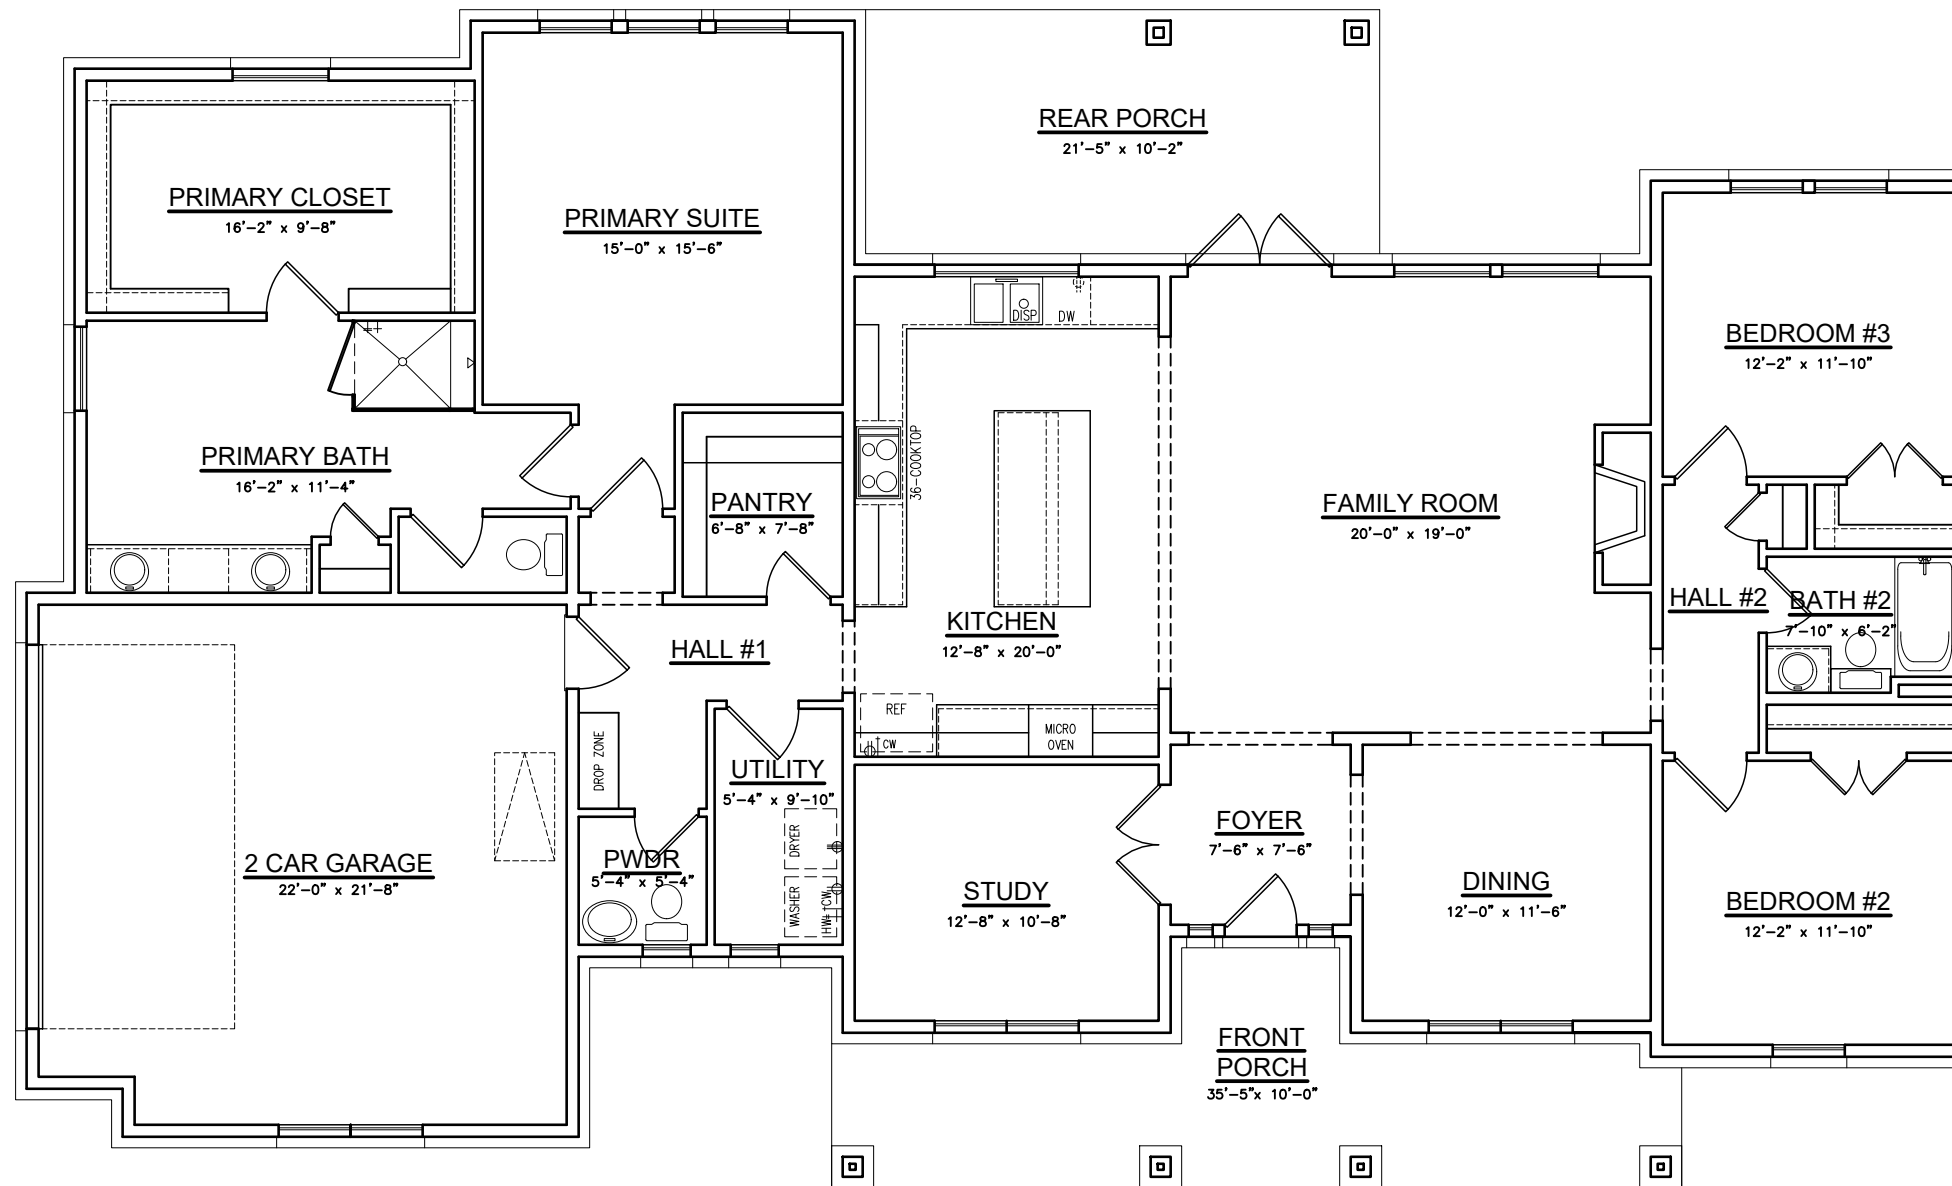 REAR PORCH
21'-5" x 10'-2"
PRIMARY CLOSET
16'-2" x 9'-8"
PRIMARY SUITE
15'-0" x 15'-6"
DISP
DW
BEDROOM #3
12'-2" x 11'-10"
PRIMARY BATH
16'-2" x 11'-4"
36-COOKTOP
PANTRY
6'-8" x 7'-8"
FAMILY ROOM
20'-0" x 19'-0"
HALL #2
BATH #2
7'-10" x 6'-2"
KITCHEN
12'-8" x 20'-0"
HALL #1
REF
CW
MICRO
OVEN
DROP ZONE
UTILITY
5'-4" x 9'-10"
DRYER
WASHER
HW
CW
FOYER
7'-6" x 7'-6"
2 CAR GARAGE
22'-0" x 21'-8"
PWDR
5'-4" x 5'-4"
STUDY
12'-8" x 10'-8"
DINING
12'-0" x 11'-6"
BEDROOM #2
12'-2" x 11'-10"
FRONT
PORCH
35'-5"x 10'-0"